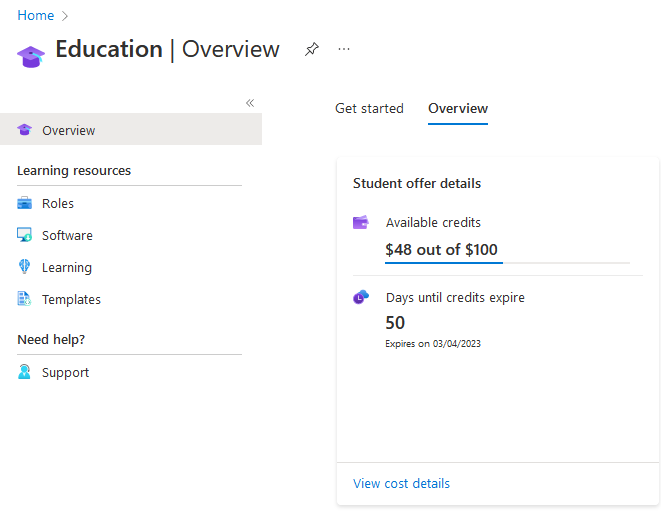 Home
Education | Overview
Overview
Learning resources
Roles
Software
Learning
Templates
Need help?
Support
Get started
Overview
Student offer details
Available credits
$48 out of $100
Days until credits expire
50
Expires on 03/04/2023
View cost details